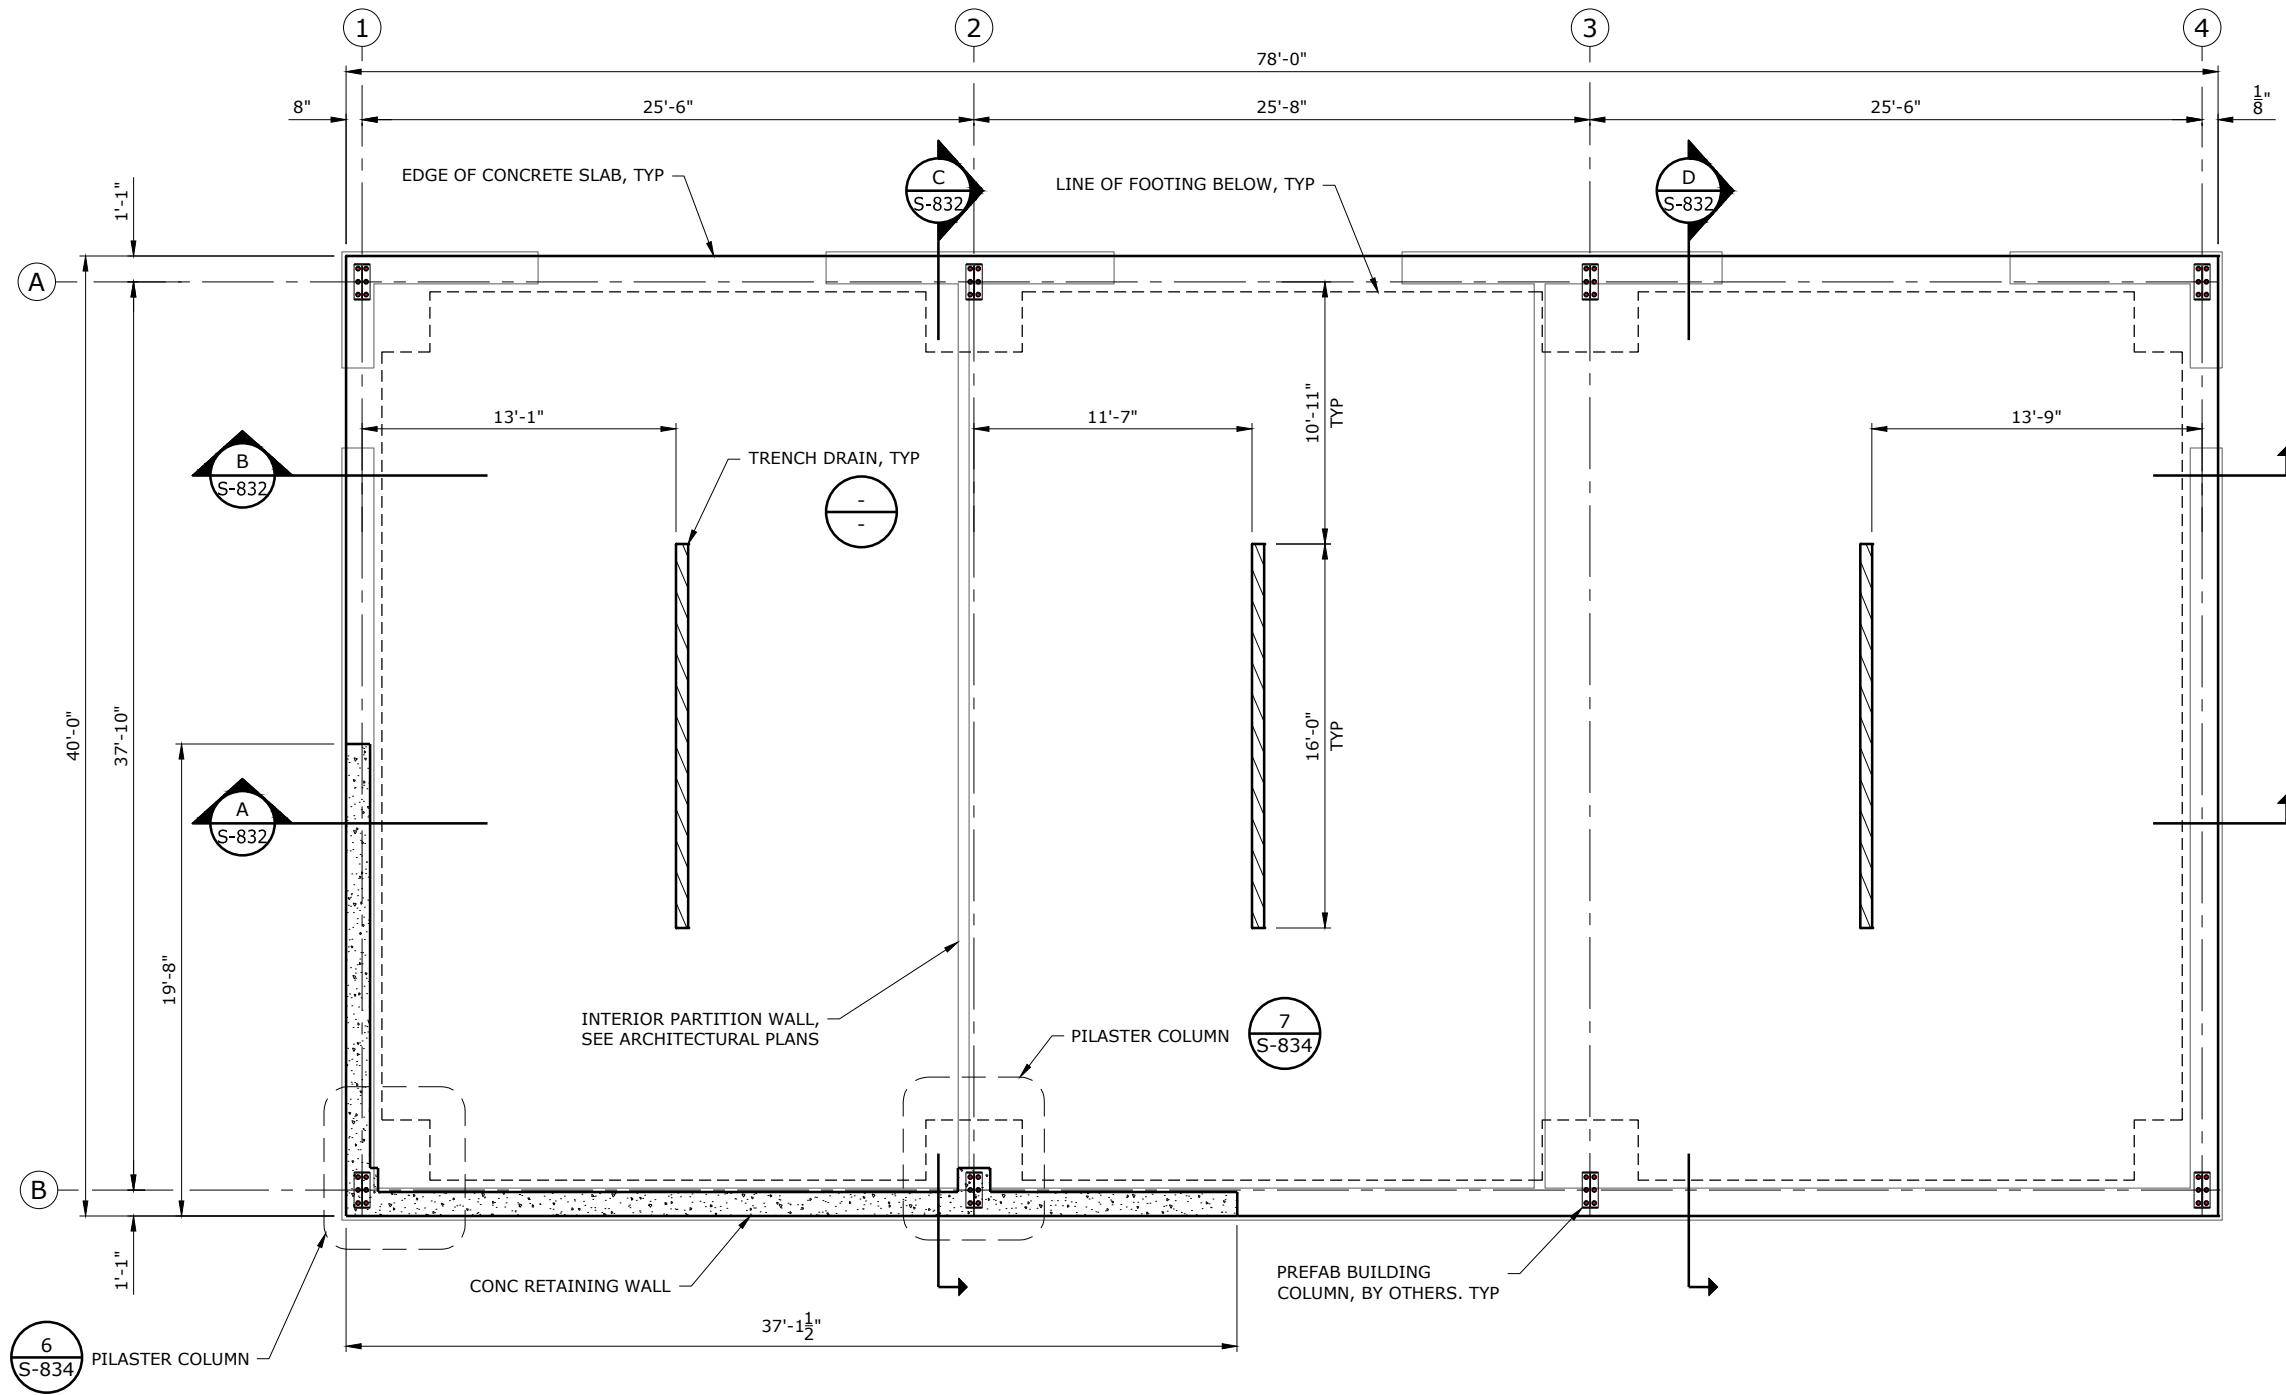 1
2
3
4
78'-0"
8"
25'-6"
25'-8"
25'-6"
1/8"
1'-1"
EDGE OF CONCRETE SLAB, TYP
C
S-832
LINE OF FOOTING BELOW, TYP
D
S-832
A
13'-1"
11'-7"
10'-11"
TYP
13'-9"
B
S-832
TRENCH DRAIN, TYP
-
-
40'-0"
37'-10"
16'-0"
TYP
A
S-832
19'-8"
INTERIOR PARTITION WALL,
SEE ARCHITECTURAL PLANS
PILASTER COLUMN
7
S-834
B
1'-1"
CONC RETAINING WALL
PREFAB BUILDING
COLUMN, BY OTHERS. TYP
37'-1 1/2"
6
S-834
PILASTER COLUMN